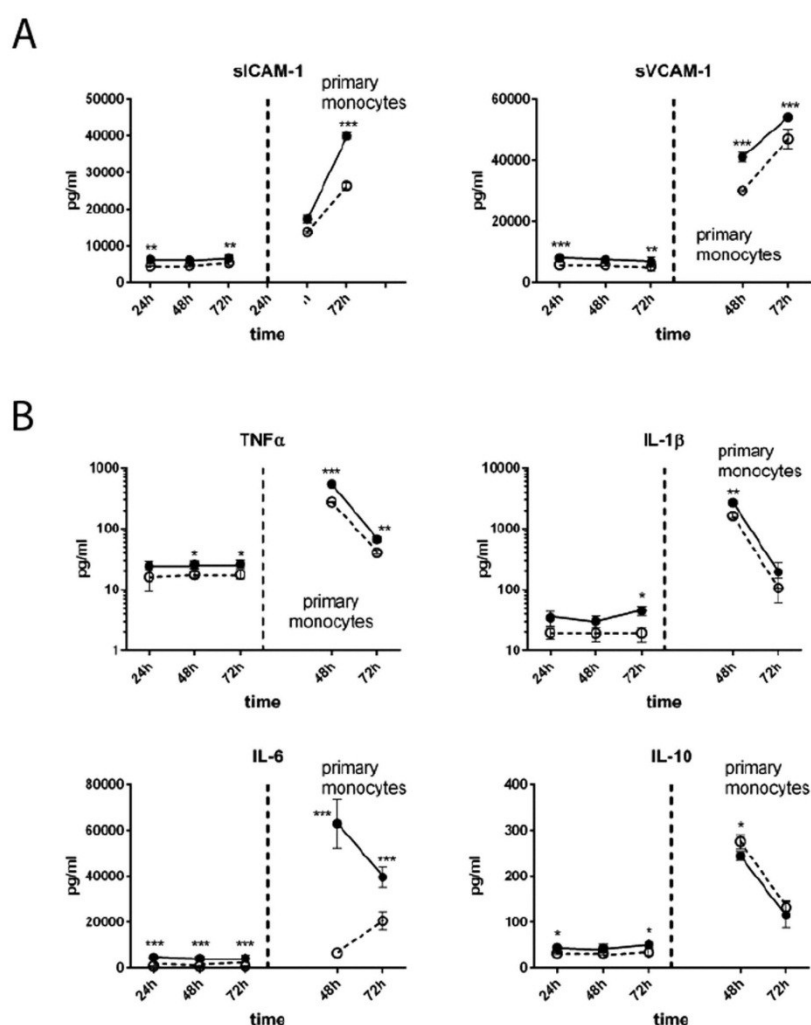 A
sICAM-1
primary
monocytes
50000
40000
30000
20000
10000
0
pg/ml
**
**
***
24h
48h
72h
24h
72h
time
sVCAM-1
60000
40000
20000
0
pg/ml
***
**
***
***
primary
monocytes
24h
48h
72h
48h
72h
time
B
TNFα
1000
100
10
1
pg/ml
*
*
***
**
primary
monocytes
24h
48h
72h
48h
72h
time
IL-1β
primary
monocytes
10000
1000
100
10
pg/ml
*
**
24h
48h
72h
48h
72h
time
IL-6
primary
monocytes
80000
60000
40000
20000
0
pg/ml
***
***
***
***
***
24h
48h
72h
48h
72h
time
IL-10
primary
monocytes
400
300
200
100
0
pg/ml
*
*
*
24h
48h
72h
48h
72h
time